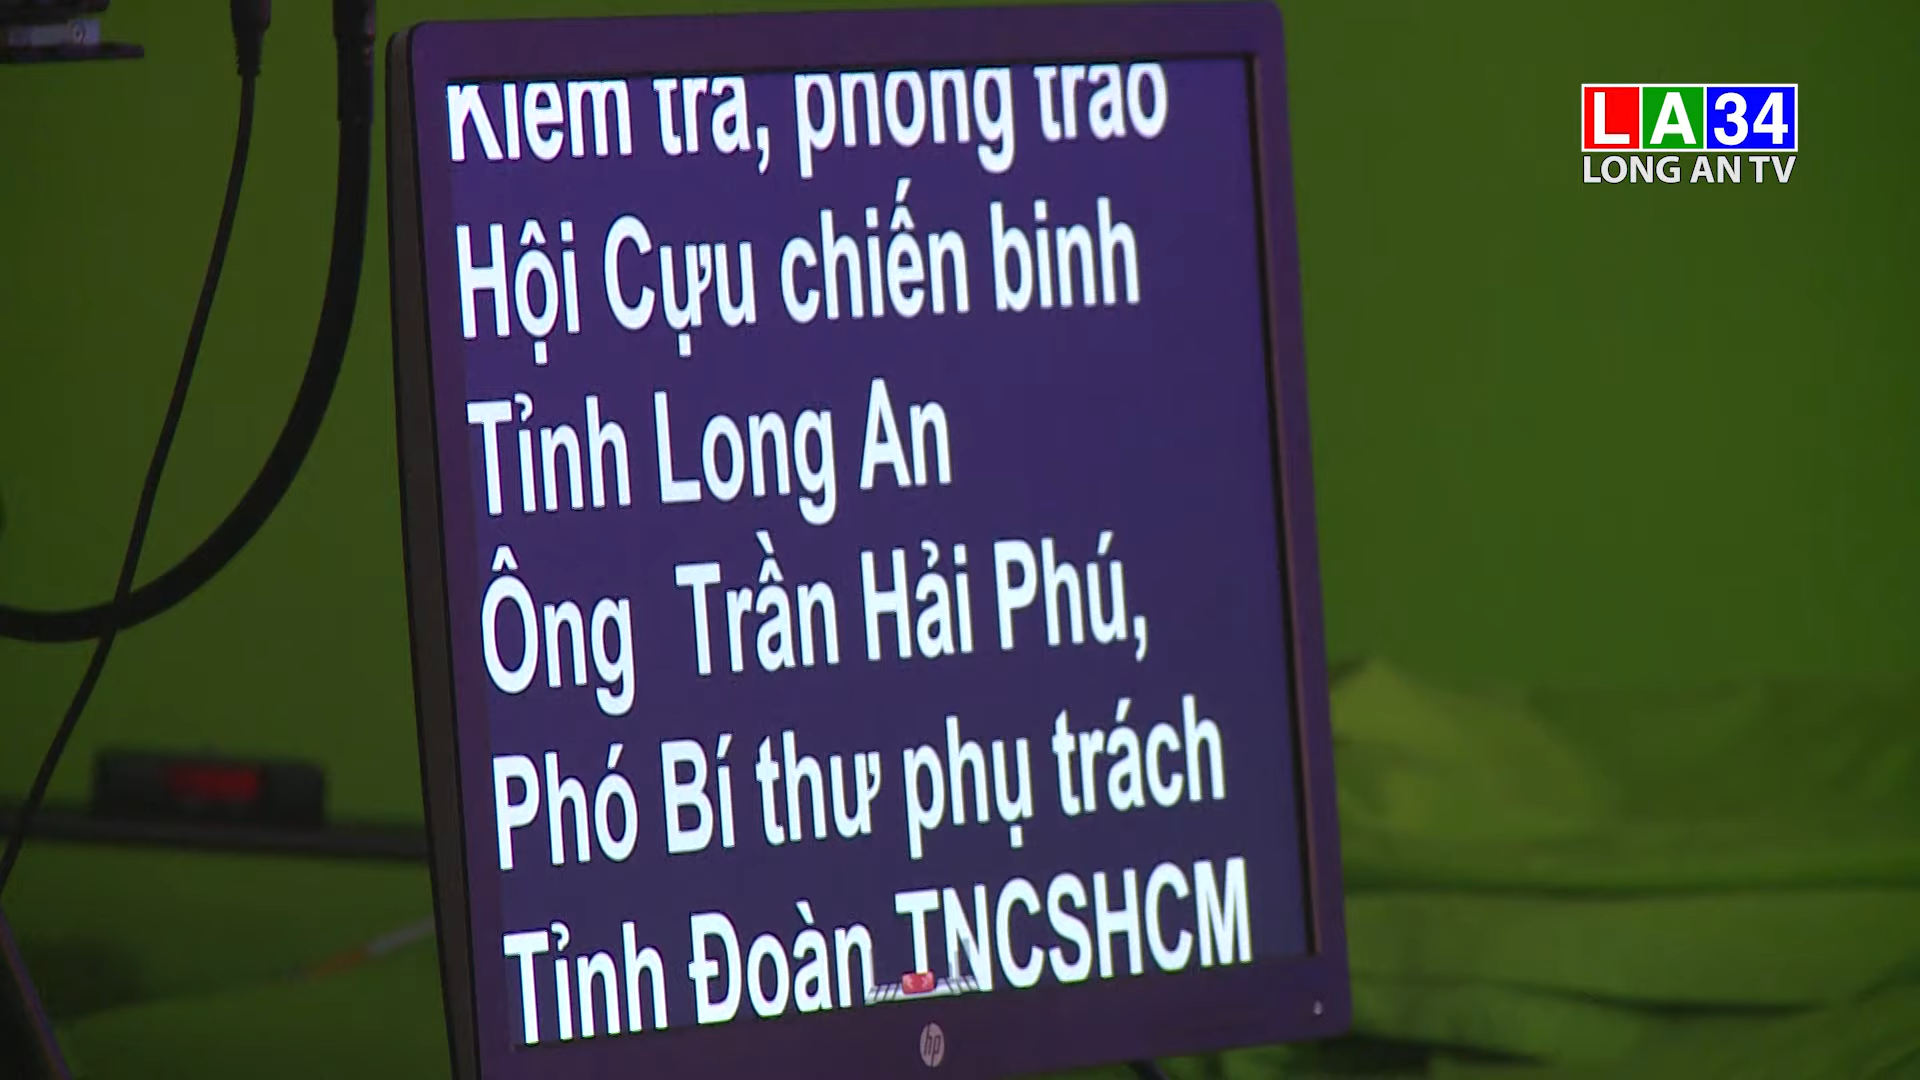 Kiểm tra, phong trào
Hội Cựu chiến binh
Tỉnh Long An
Ông Trần Hải Phú,
Phó Bí thư phụ trách
Tỉnh Đoàn TNCSHCM
hp
LA34
LONG AN TV